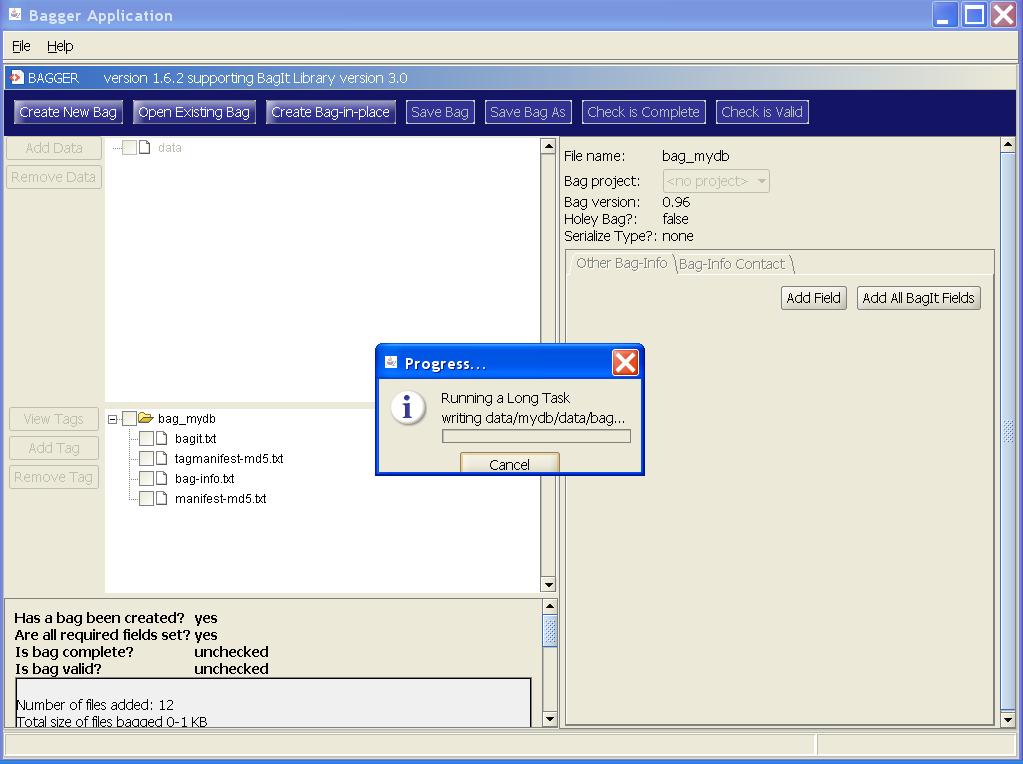 Bagger Application
File Help
BAGGER version 1.6.2 supporting BagIt Library version 3.0
Create New Bag Open Existing Bag Create Bag-in-place Save Bag Save Bag As Check is Complete Check is Valid
Add Data
Remove Data
data
File name: bag_mydb
Bag project: <no project>
Bag version: 0.96
Holey Bag?: false
Serialize Type?: none
Other Bag-Info Bag-Info Contact
Add Field Add All BagIt Fields
Progress...
Running a Long Task
writing data/mydb/data/bag...
Cancel
View Tags
Add Tag
Remove Tag
bag_mydb
bagit.txt
tagmanifest-md5.txt
bag-info.txt
manifest-md5.txt
Has a bag been created? yes
Are all required fields set? yes
Is bag complete? unchecked
Is bag valid? unchecked
Number of files added: 12
Total size of files bagged 0-1 KB